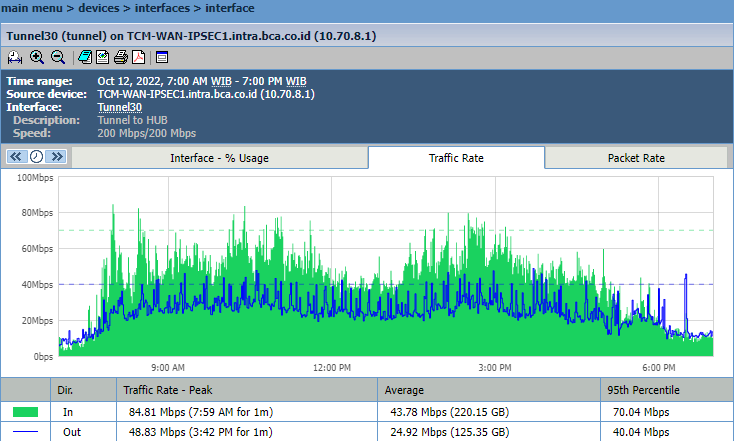 main menu > devices > interfaces > interface
Tunnel30 (tunnel) on TCM-WAN-IPSEC1.intra.bca.co.id (10.70.8.1)
Time range: Oct 12, 2022, 7:00 AM WIB - 7:00 PM WIB
Source device: TCM-WAN-IPSEC1.intra.bca.co.id (10.70.8.1)
Interface: Tunnel30
Description: Tunnel to HUB
Speed: 200 Mbps/200 Mbps
Interface - % Usage Traffic Rate Packet Rate
100Mbps
80Mbps
60Mbps
40Mbps
20Mbps
0bps
9:00 AM 12:00 PM 3:00 PM 6:00 PM
Dir. Traffic Rate - Peak Average 95th Percentile
In 84.81 Mbps (7:59 AM for 1m) 43.78 Mbps (220.15 GB) 70.04 Mbps
Out 48.83 Mbps (3:42 PM for 1m) 24.92 Mbps (125.35 GB) 40.04 Mbps